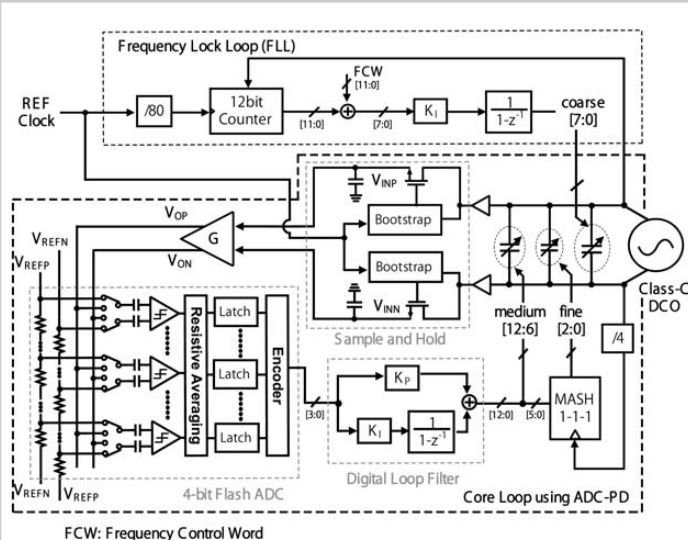 Frequency Lock Loop (FLL)
FCW
[11:0]
REF
Clock
/80
12bit
Counter
[11:0]
[7:0]
K_I
1
1-z^-1
coarse
[7:0]
V_INP
Bootstrap
Bootstrap
V_INN
Sample and Hold
V_OP
G
V_ON
V_REFN
V_REFP
Resistive Averaging
Latch
Latch
Latch
Encoder
V_REFN
V_REFP
4-bit Flash ADC
[3:0]
K_P
K_I
1
1-z^-1
Digital Loop Filter
[12:0]
[5:0]
medium
[12:6]
fine
[2:0]
MASH
1-1-1
/4
Class-C
DCO
Core Loop using ADC-PD
FCW: Frequency Control Word